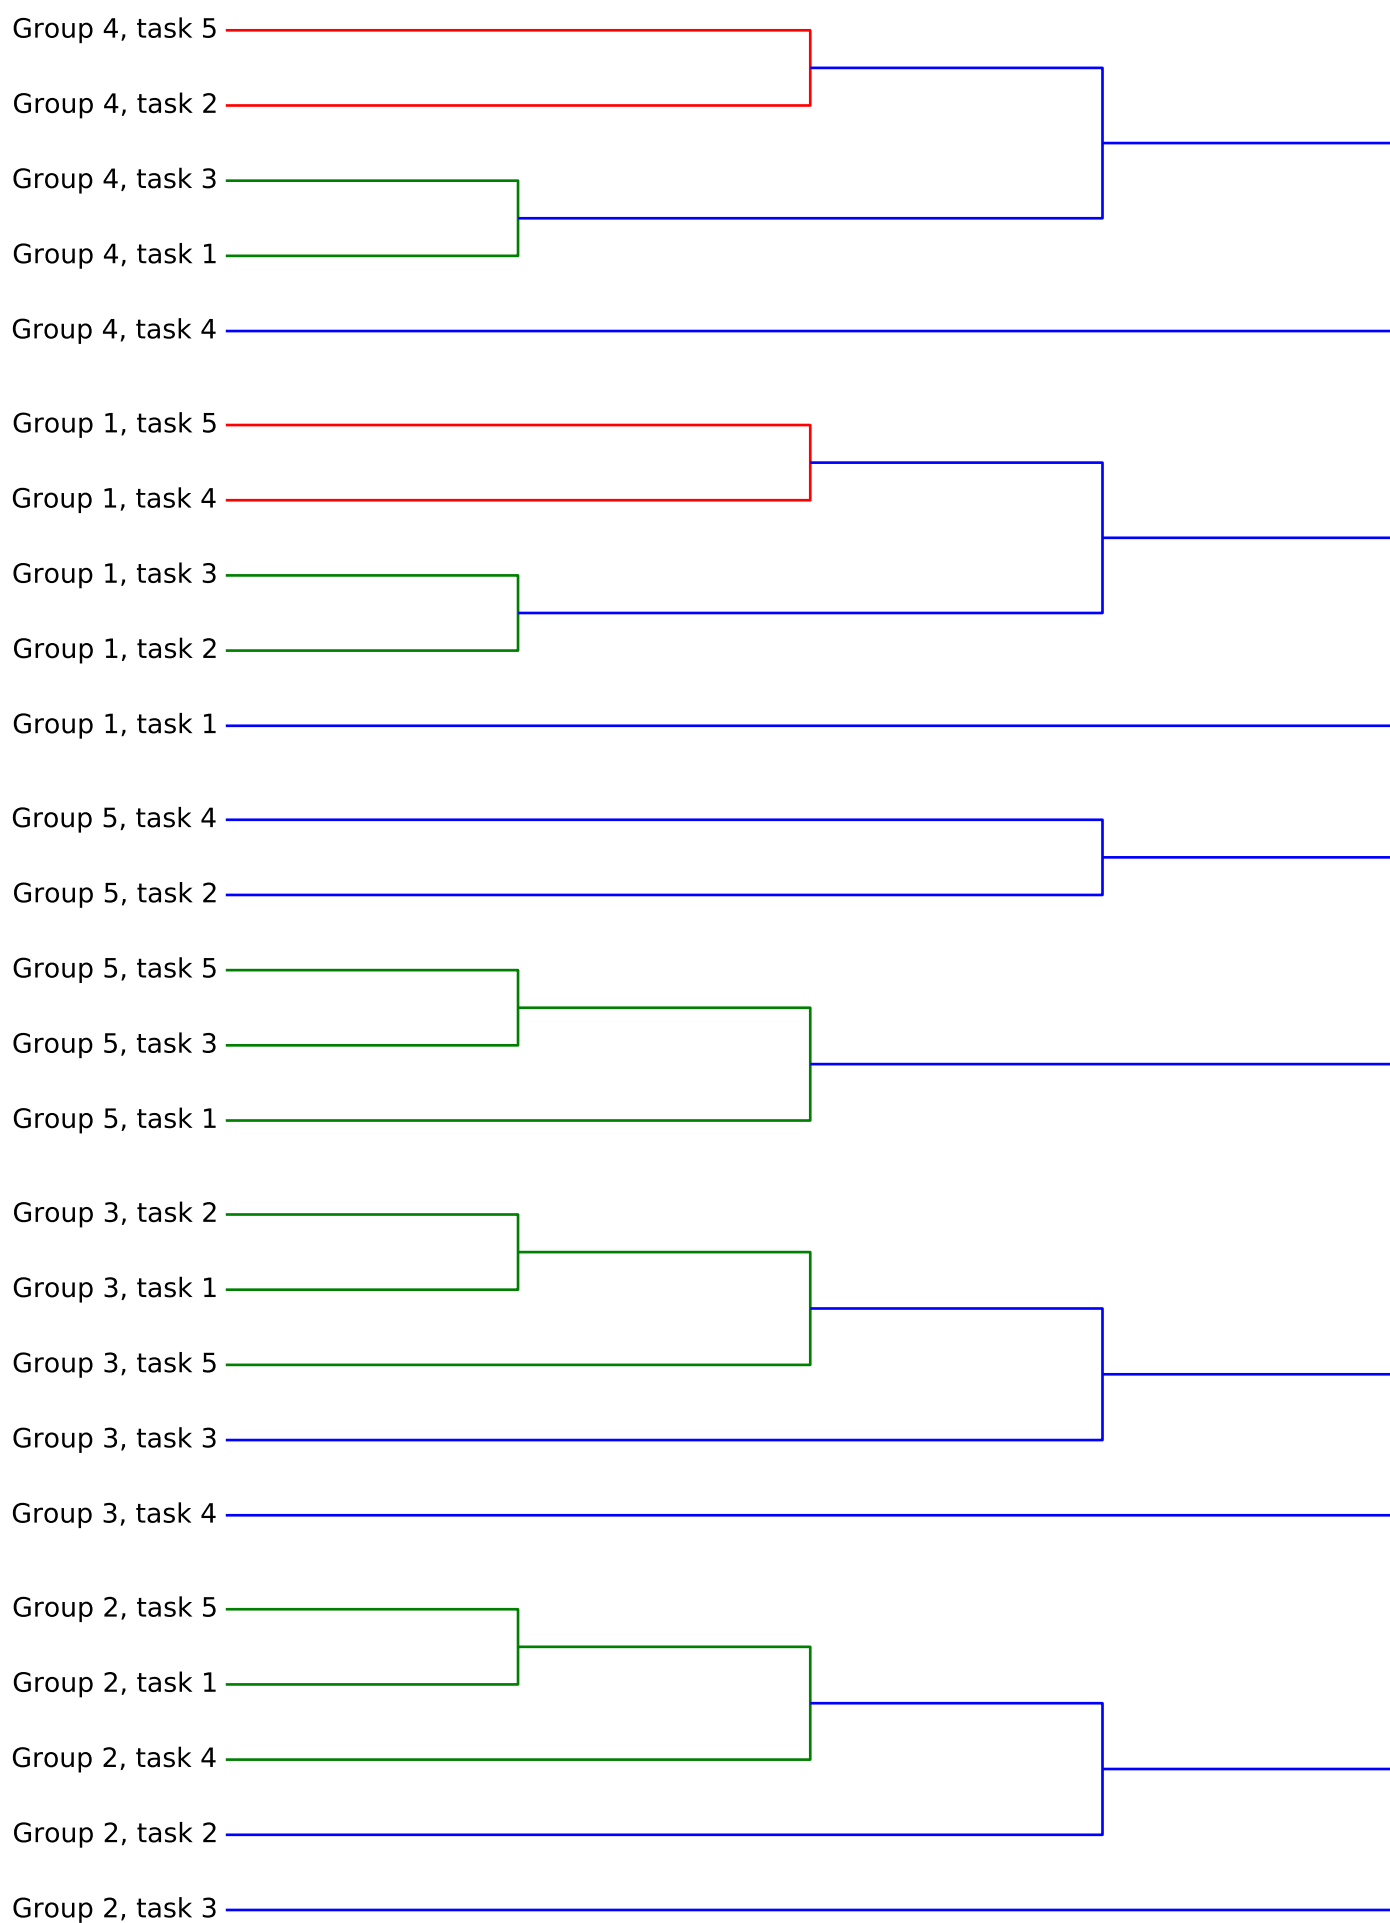 Group 4, task 5
Group 4, task 2
Group 4, task 3
Group 4, task 1
Group 4, task 4
Group 1, task 5
Group 1, task 4
Group 1, task 3
Group 1, task 2
Group 1, task 1
Group 5, task 4
Group 5, task 2
Group 5, task 5
Group 5, task 3
Group 5, task 1
Group 3, task 2
Group 3, task 1
Group 3, task 5
Group 3, task 3
Group 3, task 4
Group 2, task 5
Group 2, task 1
Group 2, task 4
Group 2, task 2
Group 2, task 3